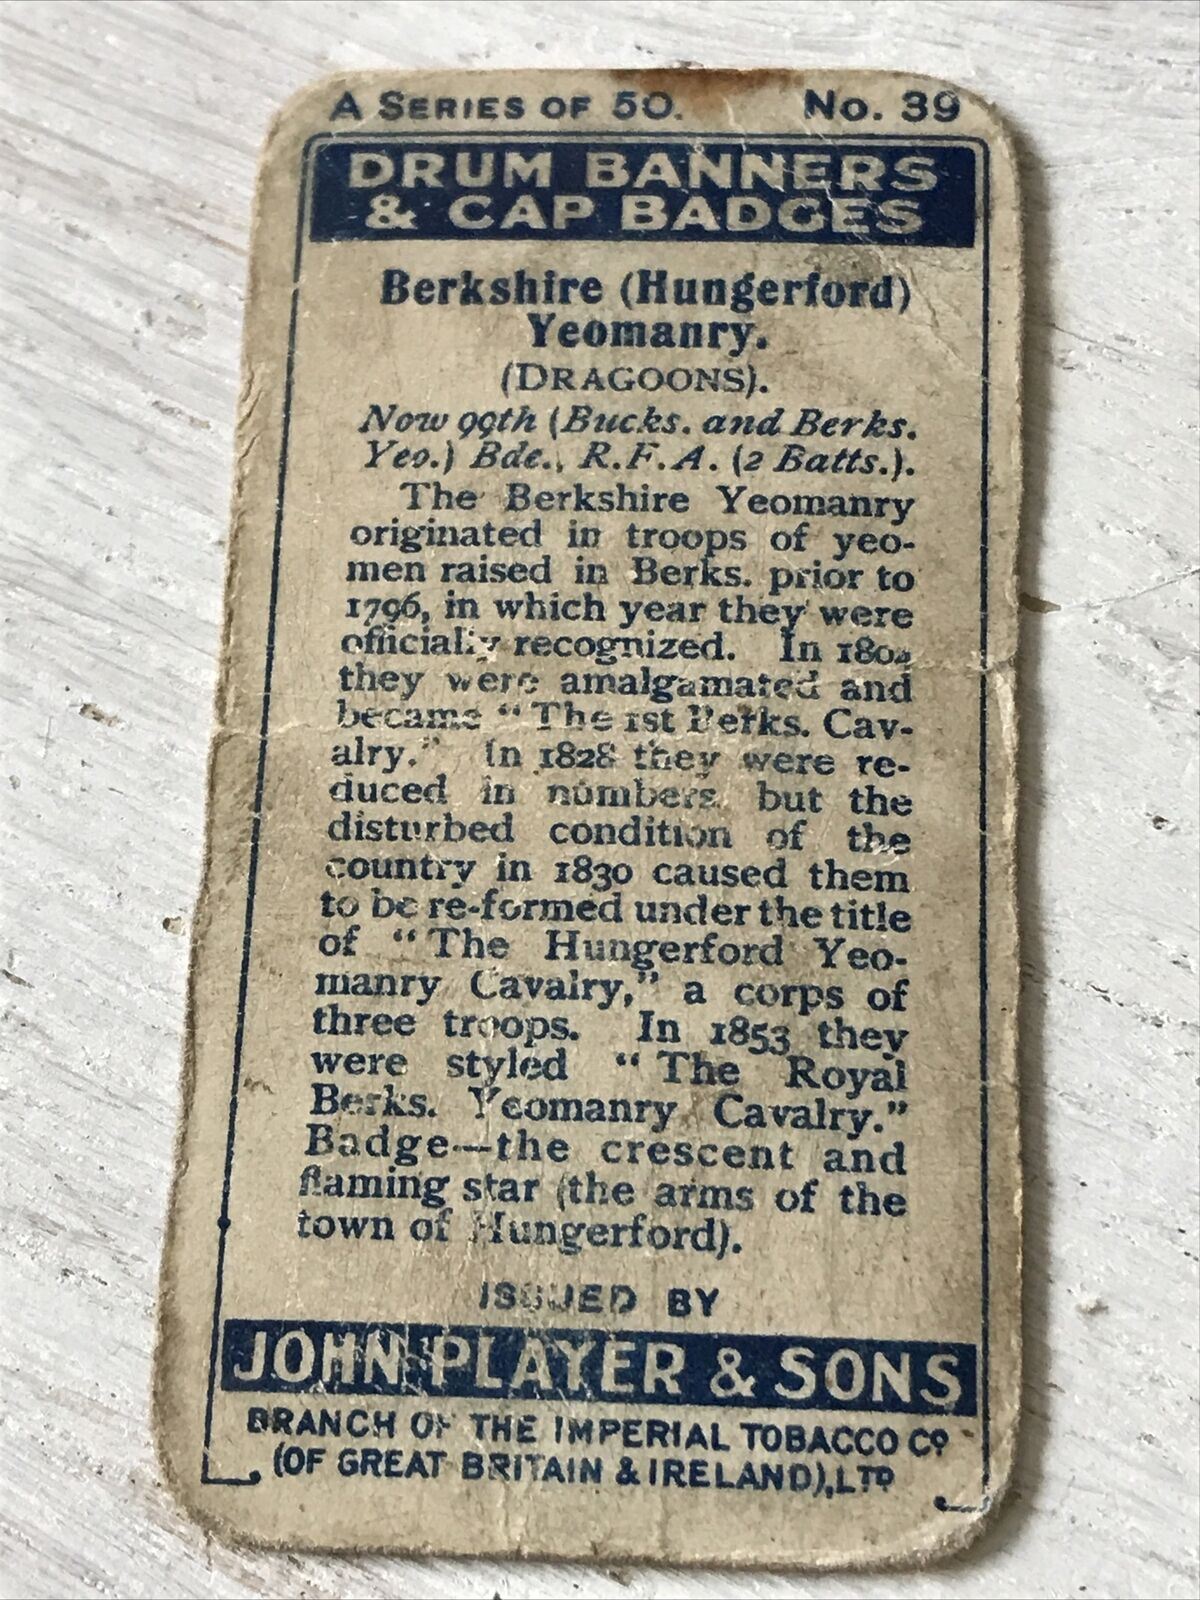 A SERIES OF 50. No. 39
DRUM BANNERS
& CAP BADGES
Berkshire (Hungerford)
Yeomanry.
(DRAGOONS).
Now 99th (Bucks. and Berks.
Yeo.) Bde., R.F.A. (2 Batts.).
The Berkshire Yeomanry
originated in troops of yeo-
men raised in Berks. prior to
1796, in which year they were
officially recognized. In
they were amalgamated and
became “The 1st Berks. Cav-
alry.” In 1828 they were re-
duced in numbers, but the
disturbed condition of the
country in 1830 caused them
to be re-formed under the title
of “The Hungerford Yeo-
manry Cavalry,” a corps of
three troops. In 1853 they
were styled “The Royal
Berks. Yeomanry Cavalry.”
Badge—the crescent and
flaming star (the arms of the
town of Hungerford).
ISSUED BY
JOHN PLAYER & SONS
BRANCH OF THE IMPERIAL TOBACCO CO
(OF GREAT BRITAIN & IRELAND), LTD